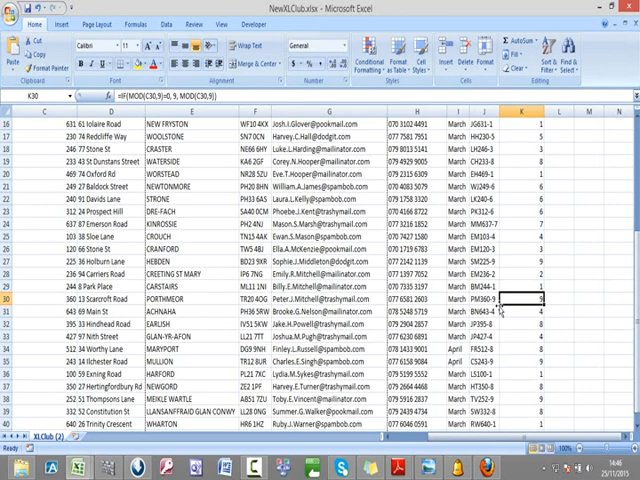 NewXLClub.xlsx - Microsoft Excel
Home Insert Page Layout Formulas Data Review View Developer
Paste Cut Copy Format Painter Calibri 11 Wrap Text Merge & Center General Conditional Formatting Format as Table Cell Styles Insert Delete Format AutoSum Fill Clear Sort & Filter Find & Select
Clipboard Font Alignment Number Styles Cells Editing
K30 =IF(MOD(C30,9)=0, 9, MOD(C30,9))
C D E F G H I J K L M N
16 631 61 Iolaire Road NEW FRYSTON WF10 4XX Josh.I.Glover@pookmail.com 070 3102 4491 March JG631-1 1
17 230 74 Redcliffe Way WOOLSTONE SN7 0CN Harvey.C.Hall@dodgit.com 077 7581 7951 March HH230-5 5
18 246 77 Stone St CRASTER NE66 6HY Luke.L.Harding@mailinator.com 079 8013 5141 March LH246-3 3
19 233 43 St Dunstans Street WATERSIDE KA6 2GF Corey.N.Hooper@mailinator.com 079 4929 9005 March CH233-8 8
20 469 74 Oxford Rd WORSTEAD NR28 5ZU Eve.T.Hunt@dodgit.com 070 6391 2315 March EH469-1 1
21 249 27 Baldock Street NEWTONMORE PH20 8HN William.A.James@spambob.com 070 4083 5079 March WJ249-6 6
22 240 91 Davids Lane STRONE PA23 4WX Laura.L.Kelly@spambob.com 079 1758 3320 March LK240-6 6
23 312 24 Prospect Hill DRE-FACH SA40 0CM Phoebe.J.Kent@trashymail.com 070 4166 8722 March PK312-6 6
24 687 87 Emerson Road KINROSSIE PH2 7NJ Mason.S.Marsh@trashymail.com 077 3258 1242 March MM637-7 7
25 103 38 Sloe Lane CROUCH TN15 4AX Ewan.S.Mason@spambob.com 077 6247 1580 March EM103-4 4
26 120 66 Stone St CRANFORD TW5 4BJ Ella.A.McKenzie@pookmail.com 070 1719 6783 March EM120-3 3
27 225 36 Holburn Lane HEBDEN BD23 9XR Sophie.J.Middleton@dodgit.com 079 2141 1139 March SM225-9 9
28 236 94 Carriers Road CREETING ST MARY IP6 7NG Emily.R.Mitchell@mailinator.com 077 1397 7052 March EM236-2 2
29 244 8 Park Place CARSTAIRS ML11 1NI Billy.E.Mitchell@mailinator.com 070 7335 3197 March BM244-1 1
30 360 13 Scarcroft Road PORTHMEOR TR20 4OG Peter.J.Mitchell@trashymail.com 077 6581 2603 March PM360-9 9
31 643 69 Main St ACHNAHA PH36 5RW Brooke.G.Nelson@mailinator.com 078 5248 5719 March BN643-4 4
32 395 33 Hindhead Road EARLISH IV51 5KW Jake.H.Powell@trashymail.com 079 2904 2857 March JP395-8 8
33 427 97 Nith Street GLAN-YR-AFON LL21 7TF Joshua.M.Pugh@trashymail.com 077 6230 6891 March JP427-4 4
34 512 34 Worthy Lane MARYPORT DG9 9NH Finley.L.Russell@spambob.com 078 1433 9001 April FR512-8 8
35 243 14 Ilchester Road MULLION TR12 8UR Charles.E.Singh@spambob.com 077 6158 9084 April CS243-9 9
36 100 59 Exning Road HARFORD PL21 7XC Lydia.M.Sykes@trashymail.com 070 5159 9352 March LS100-1 1
37 350 27 Hertingfordbury Rd NEWGORD ZE2 1PF Harvey.E.Turner@trashymail.com 079 2664 4468 March HT350-8 8
38 252 51 Thompsons Lane MEIKLE WARTLE AB51 7ZU Toby.E.Vincent@mailinator.com 079 5916 2837 March TV252-9 9
39 332 52 Constitution St LLANSANFFRAID GLAN CONWY LL28 0NG Summer.G.Walker@pookmail.com 079 2439 4734 March SW332-8 8
40 640 26 Trinity Crescent WHARTON HR6 1HZ Ruby.J.Warner@spambob.com 077 6046 0591 March RW640-1 1
XLClub (2)
Ready 100%
14:46
25/11/2015